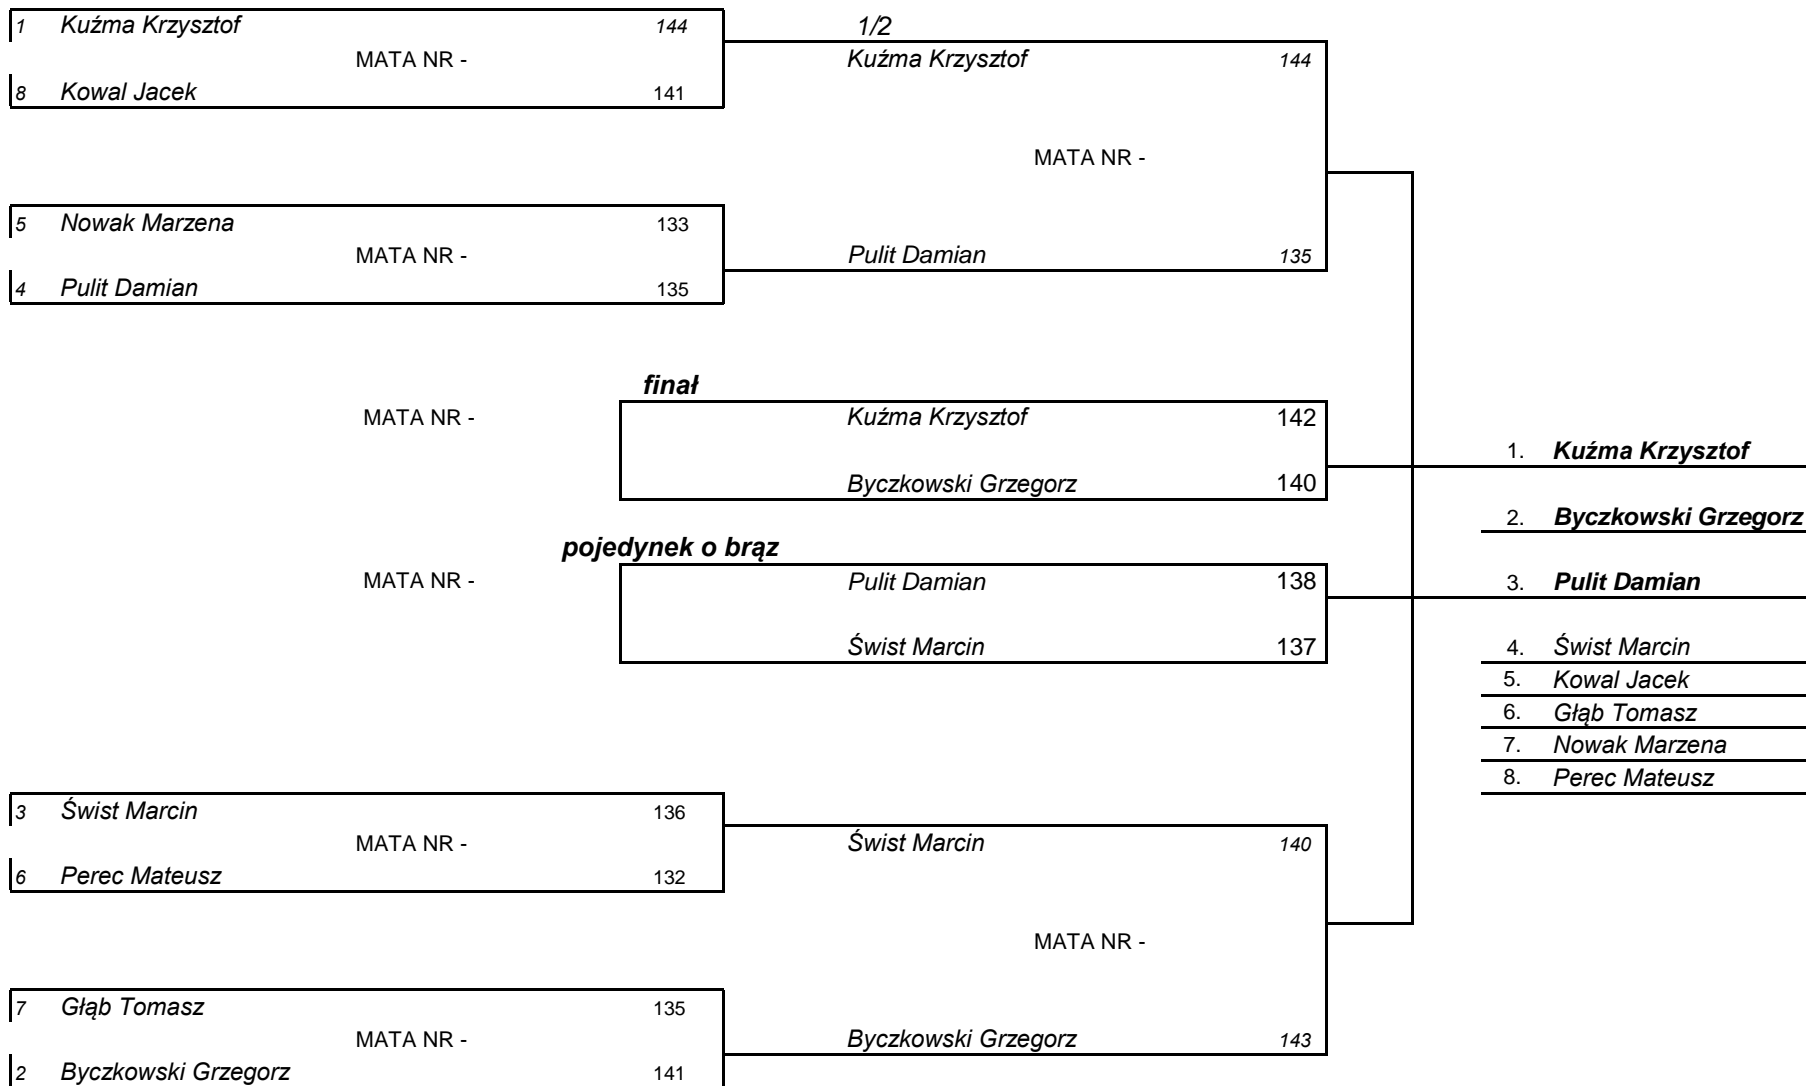 1 Kuźma Krzysztof 144 1/2
MATA NR - Kuźma Krzysztof 144
8 Kowal Jacek 141
MATA NR -
5 Nowak Marzena 133
MATA NR - Pulit Damian 135
4 Pulit Damian 135
finał
MATA NR - Kuźma Krzysztof 142
1. Kuźma Krzysztof
Byczkowski Grzegorz 140
2. Byczkowski Grzegorz
pojedynek o brąz
MATA NR - Pulit Damian 138 3. Pulit Damian
Świst Marcin 137 4. Świst Marcin
5. Kowal Jacek
6. Głąb Tomasz
7. Nowak Marzena
8. Perec Mateusz
3 Świst Marcin 136
MATA NR - Świst Marcin 140
6 Perec Mateusz 132
MATA NR -
7 Głąb Tomasz 135
MATA NR - Byczkowski Grzegorz 143
2 Byczkowski Grzegorz 141